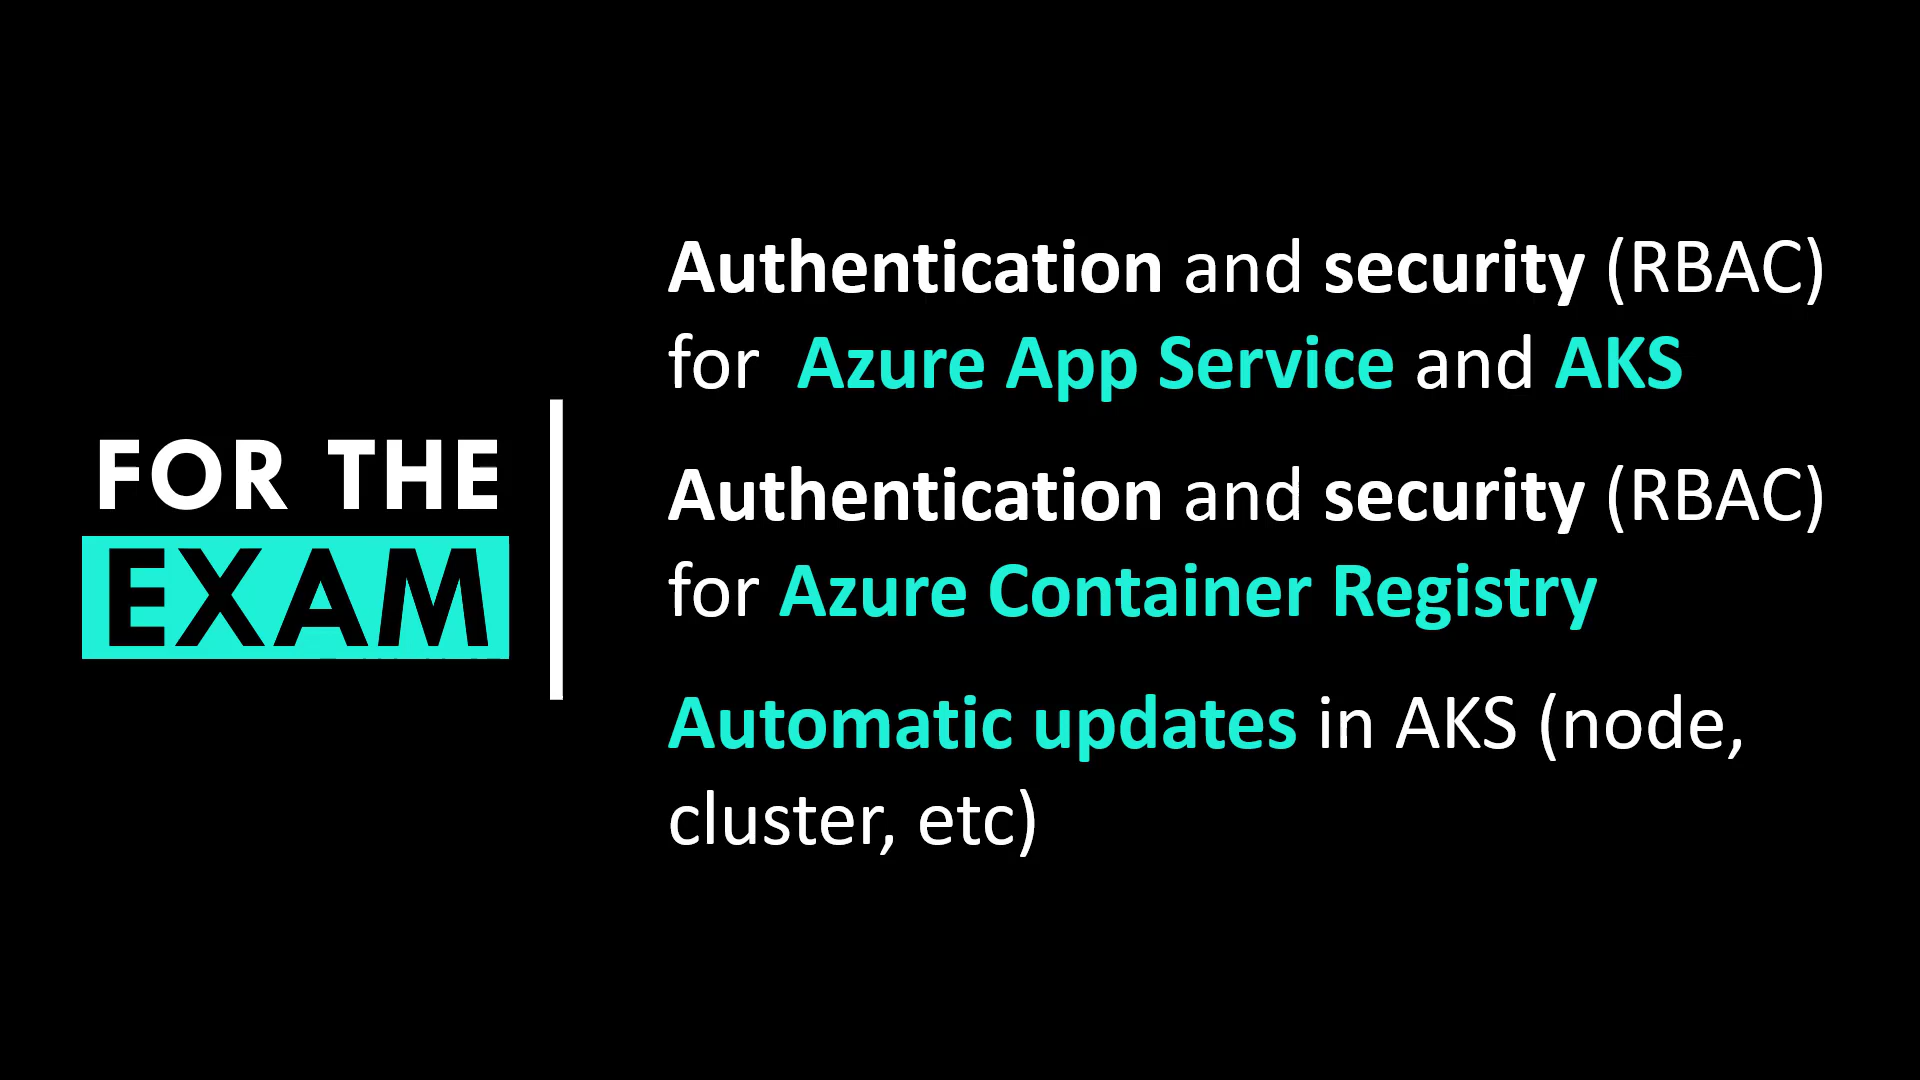 FOR THE
EXAM
Authentication and security (RBAC)
for  Azure App Service and AKS
Authentication and security (RBAC)
for Azure Container Registry
Automatic updates in AKS (node,
cluster, etc)